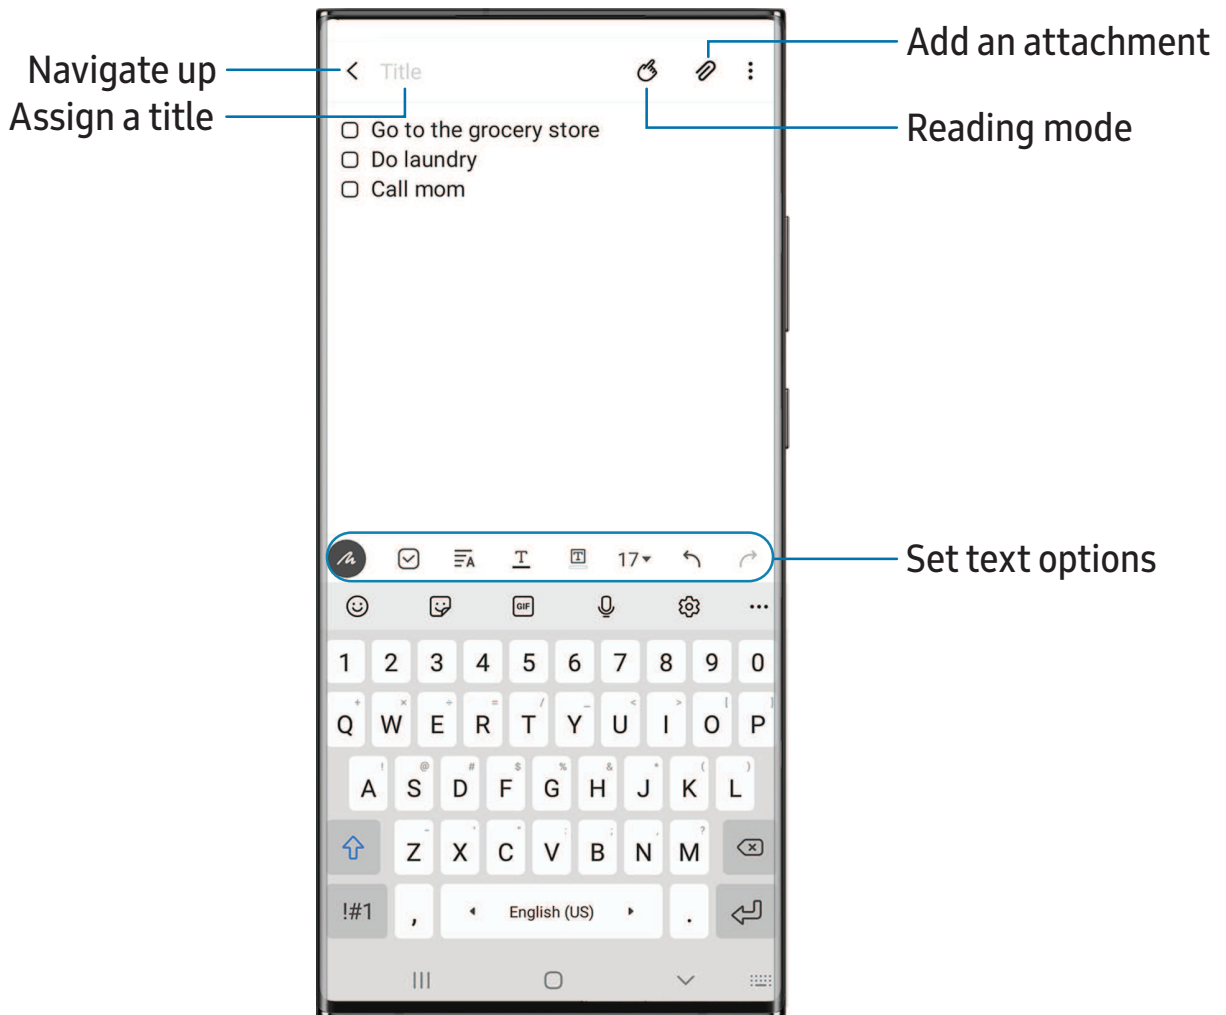 Navigate up
Assign a title
Add an attachment
Reading mode
Title
Go to the grocery store
Do laundry
Call mom
Set text options
A T T 17
GIF
1 2 3 4 5 6 7 8 9 0
+ × ÷ = / _ < > [ ]
Q W E R T Y U I O P
! @ # $ % & * ( )
A S D F G H J K L
- ' " : ; , ?
Z X C V B N M
!#1 , English (US) .